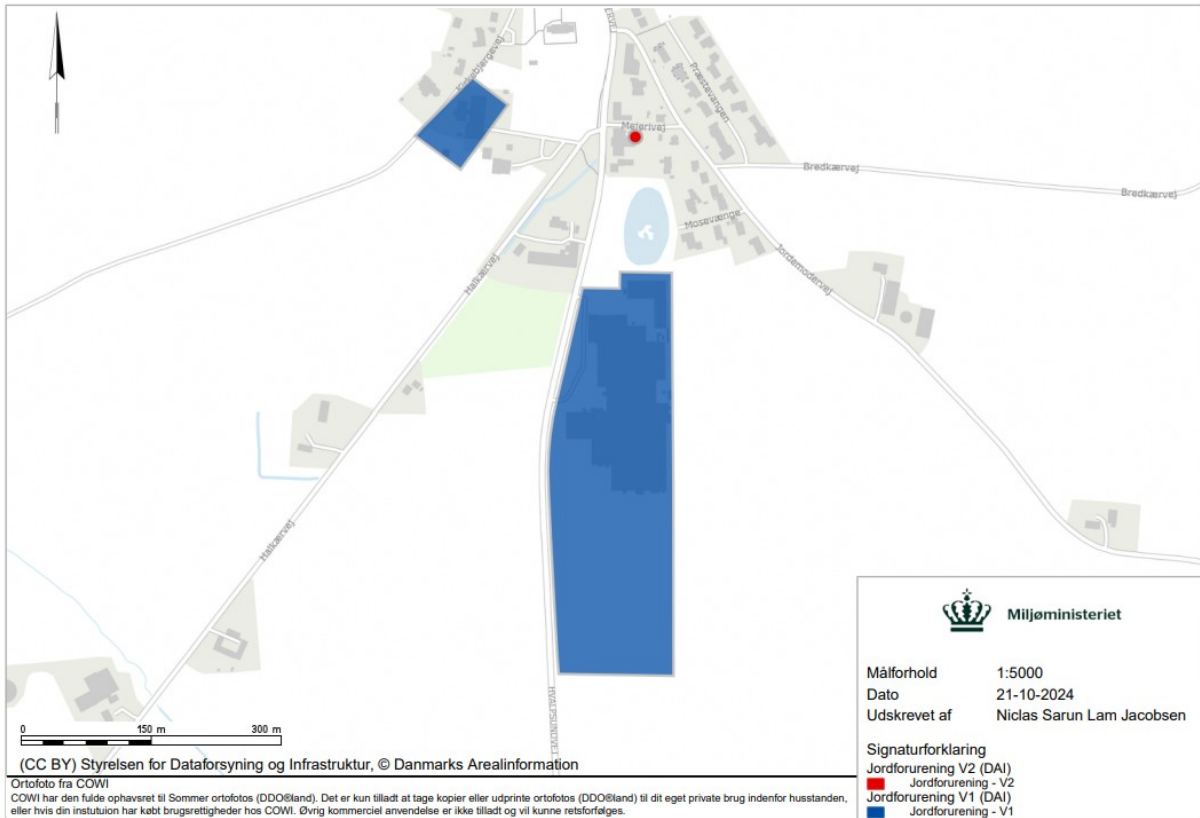 Kirkebjergevej
ERVEJ
Præstevangen
Mejerivej
Bredkærvej
Bredkærvej
Mosevænge
Jordemodervej
Halkærvej
Halkærvej
HVALPSUNDVEJ
0 150 m 300 m
(CC BY) Styrelsen for Dataforsyning og Infrastruktur, © Danmarks Arealinformation
Ortofoto fra COWI
COWI har den fulde ophavsret til Sommer ortofotos (DDO®land). Det er kun tilladt at tage kopier eller udprinte ortofotos (DDO®land) til dit eget private brug indenfor husstanden,
eller hvis din instutuion har købt brugsrettigheder hos COWI. Øvrig kommerciel anvendelse er ikke tilladt og vil kunne retsforfølges.
Miljøministeriet
Målforhold 1:5000
Dato 21-10-2024
Udskrevet af Niclas Sarun Lam Jacobsen
Signaturforklaring
Jordforurening V2 (DAI)
Jordforurening - V2
Jordforurening V1 (DAI)
Jordforurening - V1